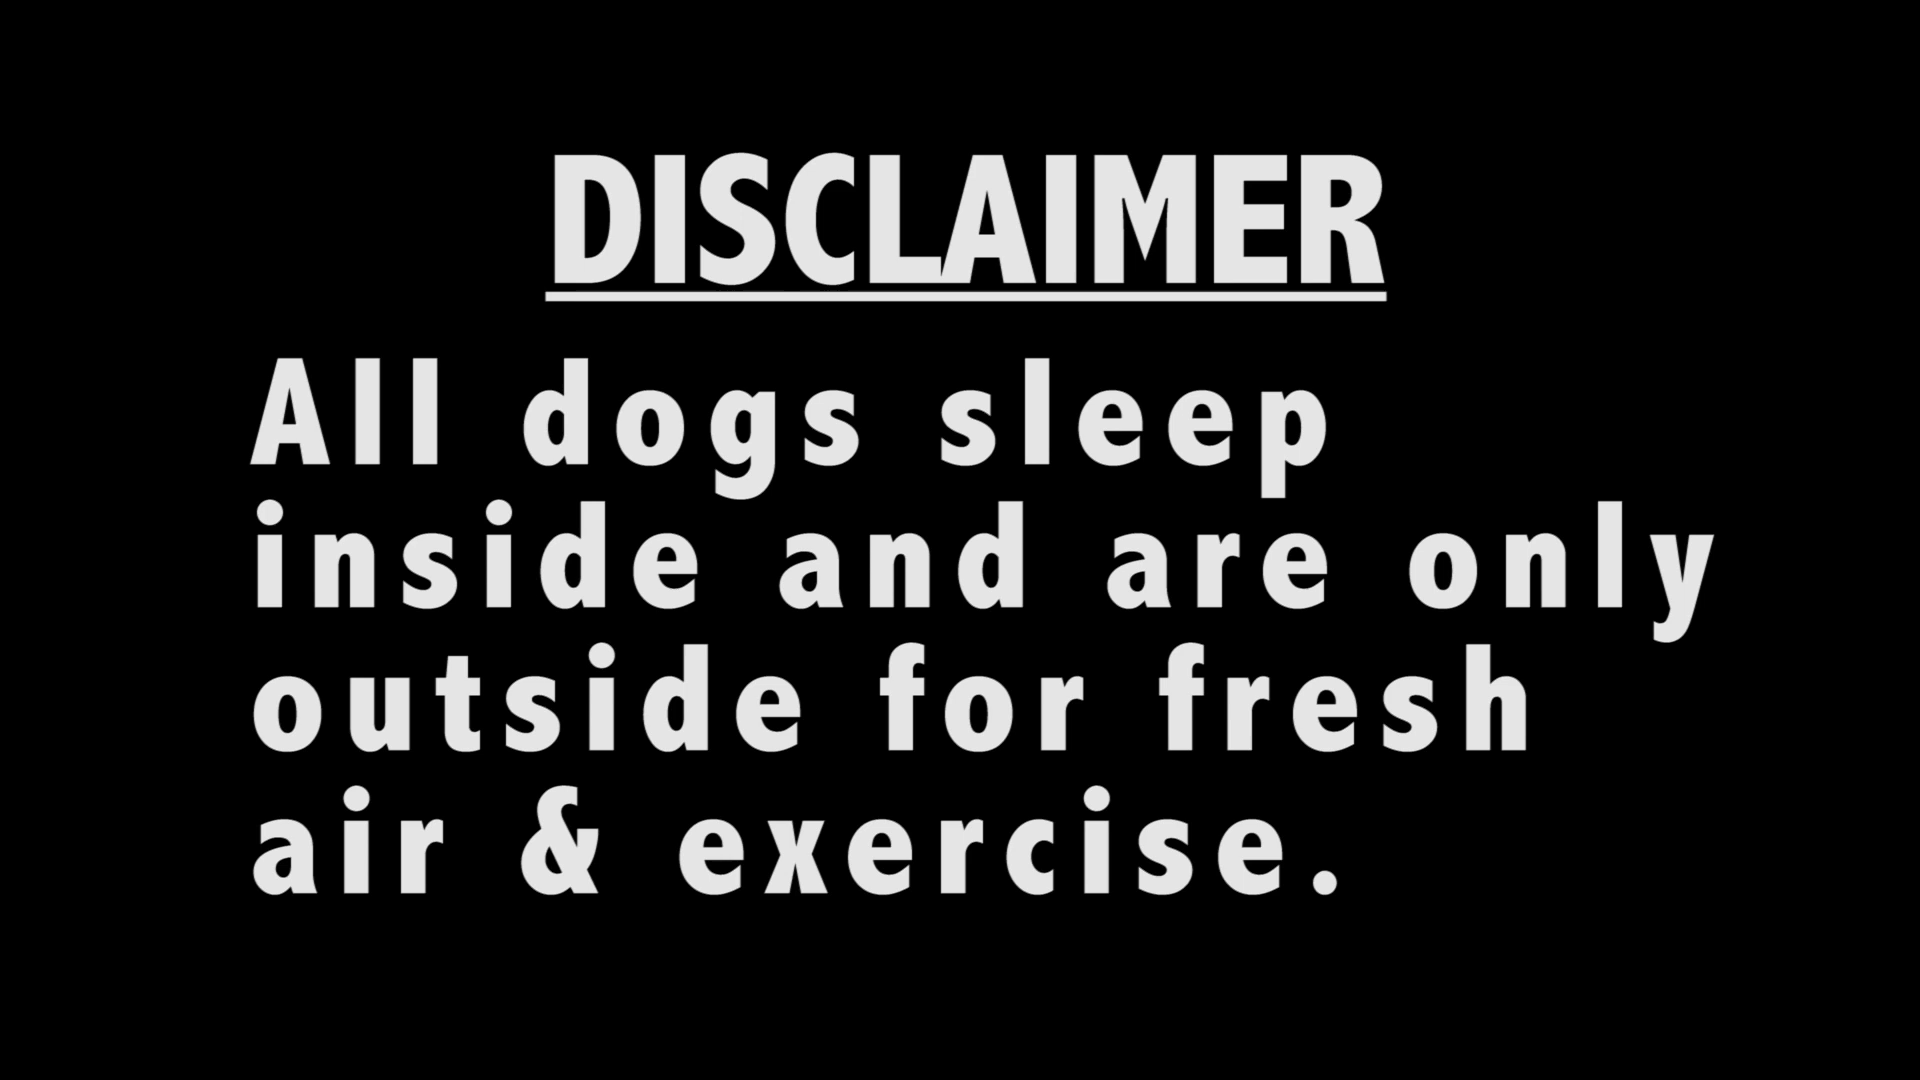 DISCLAIMER
All dogs sleep
inside and are only
outside for fresh
air & exercise.